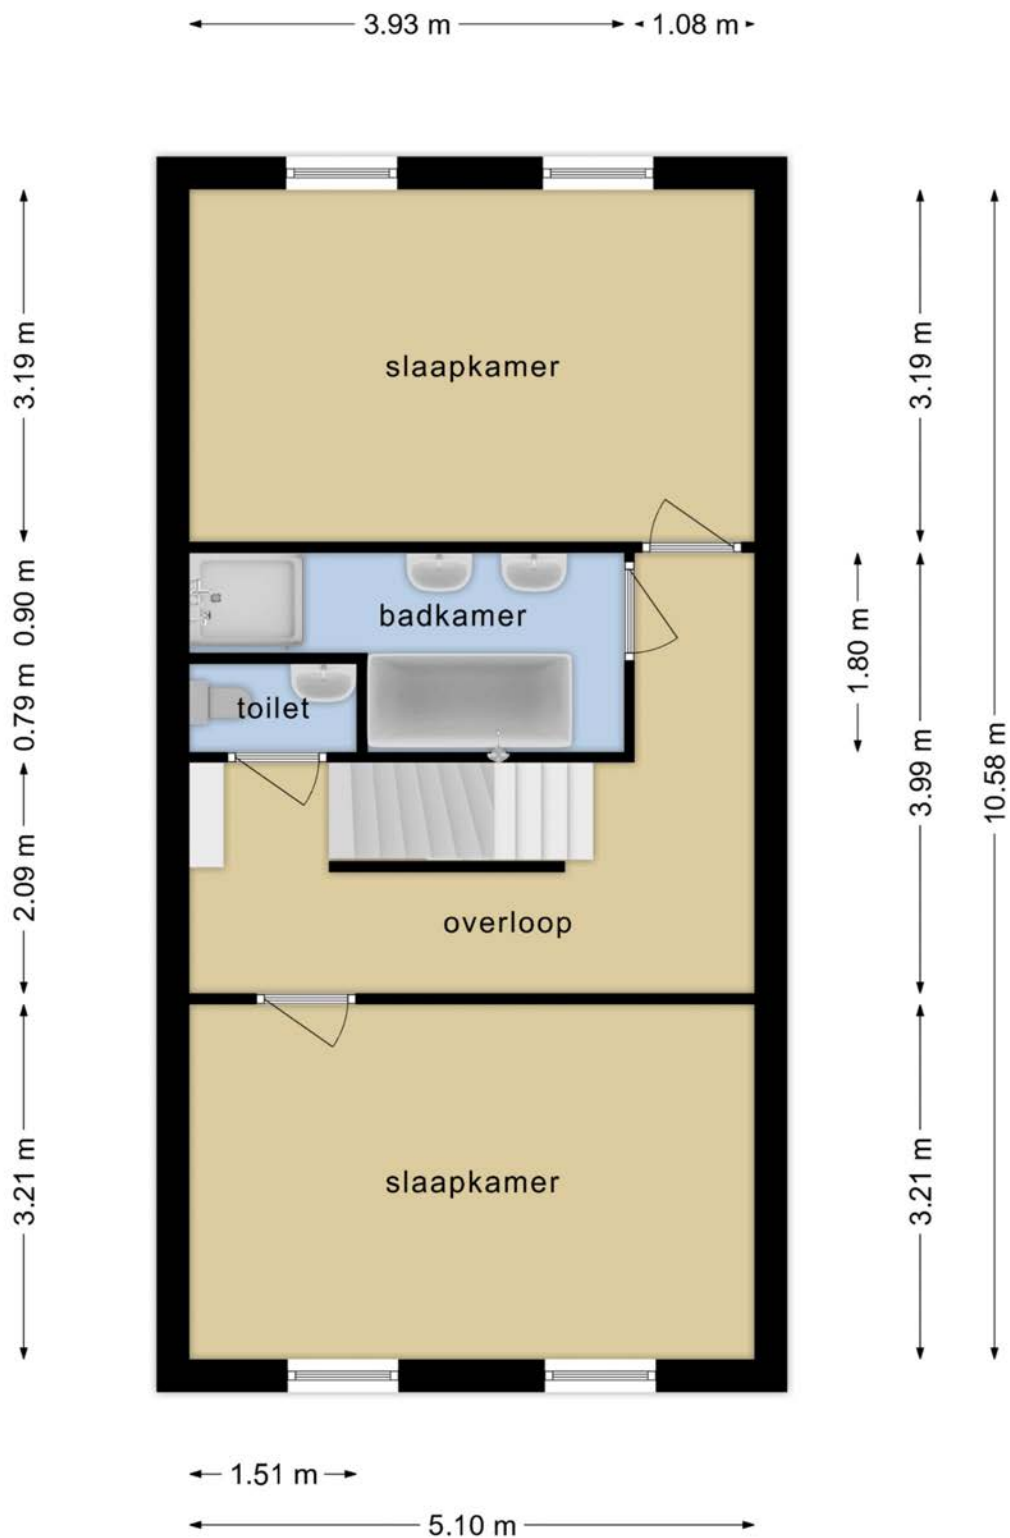 3.93 m
1.08 m
3.19 m
slaapkamer
3.19 m
0.90 m
badkamer
1.80 m
0.79 m
toilet
3.99 m
10.58 m
2.09 m
overloop
3.21 m
slaapkamer
3.21 m
1.51 m
5.10 m